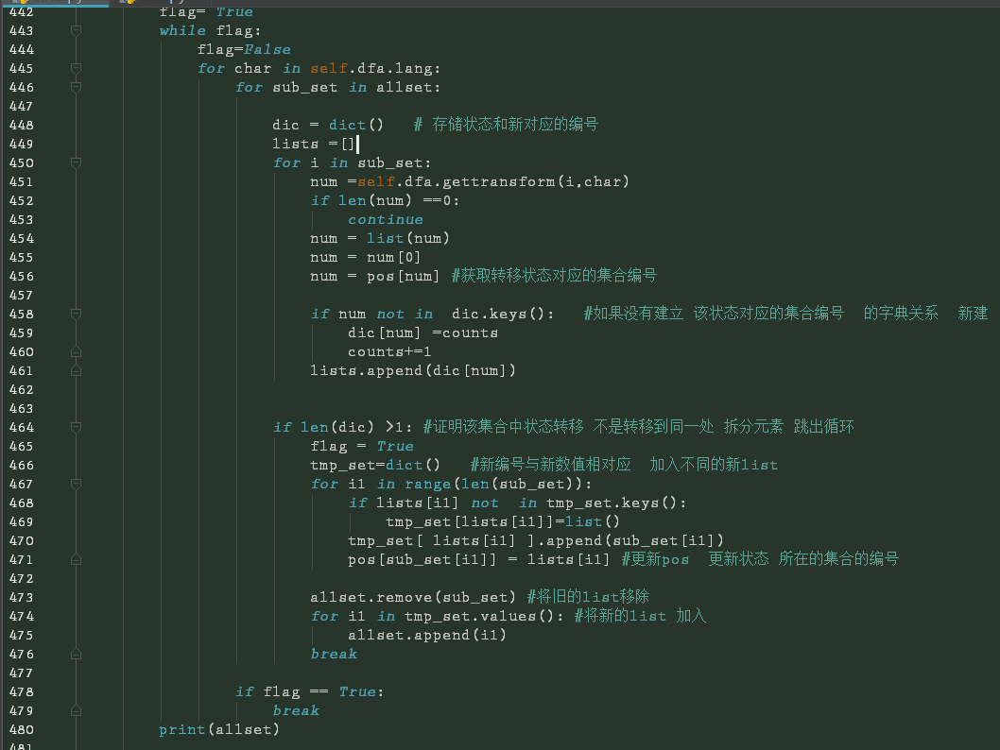 442 flag= True
443 while flag:
444 flag=False
445 for char in self.dfa.lang:
446 for sub_set in allset:
447
448 dic = dict() # 存储状态和新对应的编号
449 lists =[]
450 for i in sub_set:
451 num =self.dfa.gettransform(i,char)
452 if len(num) ==0:
453 continue
454 num = list(num)
455 num = num[0]
456 num = pos[num] #获取转移状态对应的集合编号
457
458 if num not in dic.keys(): #如果没有建立 该状态对应的集合编号 的字典关系 新建
459 dic[num] =counts
460 counts+=1
461 lists.append(dic[num])
462
463
464 if len(dic) >1: #证明该集合中状态转移 不是转移到同一处 拆分元素 跳出循环
465 flag = True
466 tmp_set=dict() #新编号与新数值相对应 加入不同的新list
467 for i1 in range(len(sub_set)):
468 if lists[i1] not in tmp_set.keys():
469 tmp_set[lists[i1]]=list()
470 tmp_set[ lists[i1] ].append(sub_set[i1])
471 pos[sub_set[i1]] = lists[i1] #更新pos 更新状态 所在的集合的编号
472
473 allset.remove(sub_set) #将旧的list移除
474 for i1 in tmp_set.values(): #将新的list 加入
475 allset.append(i1)
476 break
477
478 if flag == True:
479 break
480 print(allset)
481